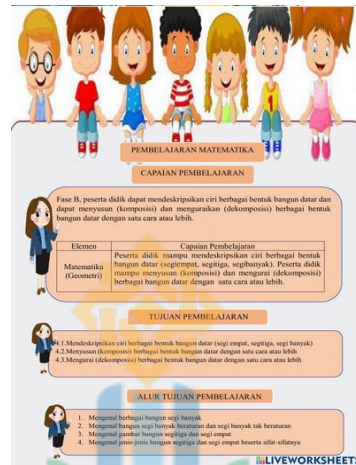 PEMBELAJARAN MATEMATIKA
CAPAIAN PEMBELAJARAN
Fase B, peserta didik dapat mendeskripsikan ciri berbagai bentuk bangun datar dan
dapat menyusun (komposisi) dan menguraikan (dekomposisi) berbagai bentuk
bangun datar dengan satu cara atau lebih.
Elemen
Capaian Pembelajaran
Matematika
(Geometri)
Peserta didik mampu mendeskripsikan ciri berbagai bentuk
bangun datar (segiempat, segitiga, segibanyak). Peserta didik
mampu menyusun (komposisi) dan mengurai (dekomposisi)
berbagai bangun datar dengan satu cara atau lebih.
TUJUAN PEMBELAJARAN
4.1.Mendeskripsikan ciri berbagai bentuk bangun datar (segi empat, segitiga, segi banyak)
4.2.Menyusun (komposisi) berbagai bentuk bangun datar dengan satu cara atau lebih
4.3.Mengurai (dekomposisi) berbagai bentuk bangun datar dengan satu cara atau lebih
ALUR TUJUAN PEMBELAJARAN
1. Mengenal berbagai bangun segi banyak
2. Mengenal bangun segi banyak beraturan dan segi banyak tak beraturan
3. Mengenal gambar bangun segitiga dan segi empat
4. Mengenal jenis-jenis bangun segitiga dan segi empat beserta sifat-sifatnya
LIVEWORKSHEETS